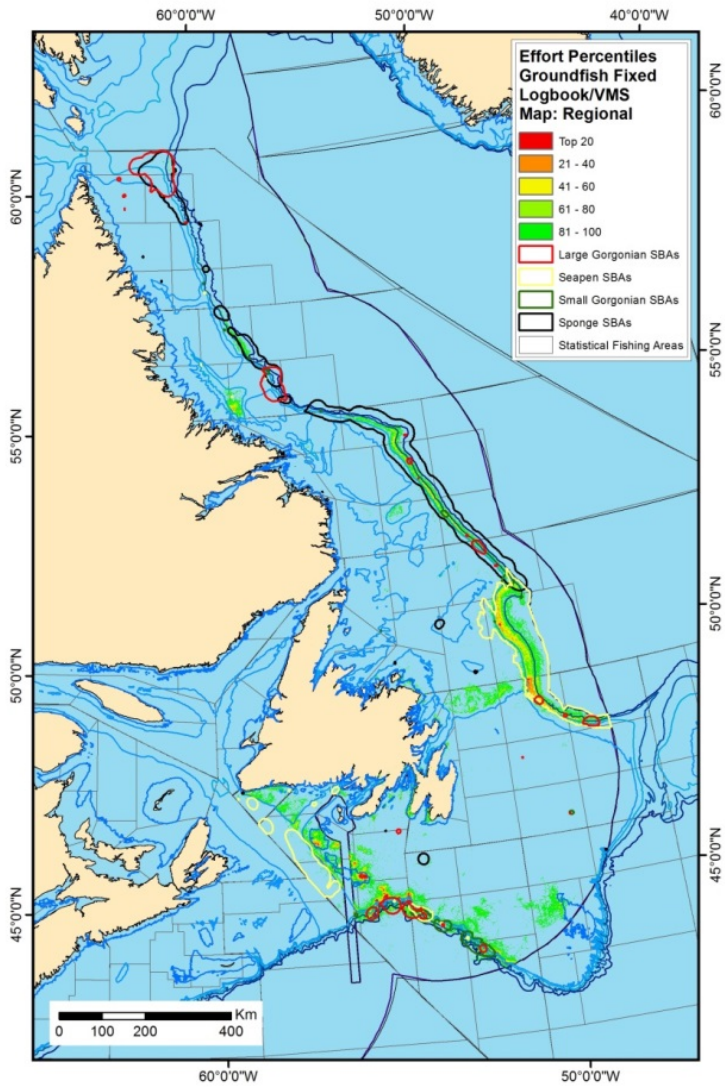 60°0'0"W
50°0'0"W
40°0'0"W
Effort Percentiles
Groundfish Fixed
Logbook/VMS
Map: Regional
Top 20
21 - 40
41 - 60
61 - 80
81 - 100
Large Gorgonian SBAs
Seapen SBAs
Small Gorgonian SBAs
Sponge SBAs
Statistical Fishing Areas
60°0'0"N
60°0'0"N
55°0'0"N
55°0'0"N
50°0'0"N
50°0'0"N
45°0'0"N
45°0'0"N
Km
0 100 200 400
60°0'0"W
50°0'0"W